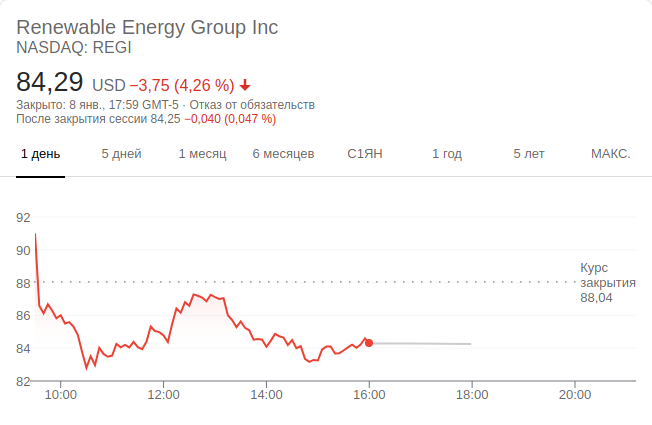 Renewable Energy Group Inc
NASDAQ: REGI
84,29 USD −3,75 (4,26 %)
Закрыто: 8 янв., 17:59 GMT-5 · Отказ от обязательств
После закрытия сессии 84,25 −0,040 (0,047 %)
1 день 5 дней 1 месяц 6 месяцев С1ЯН 1 год 5 лет МАКС.
92
90
88
86
84
82
Курс
закрытия
88,04
10:00 12:00 14:00 16:00 18:00 20:00